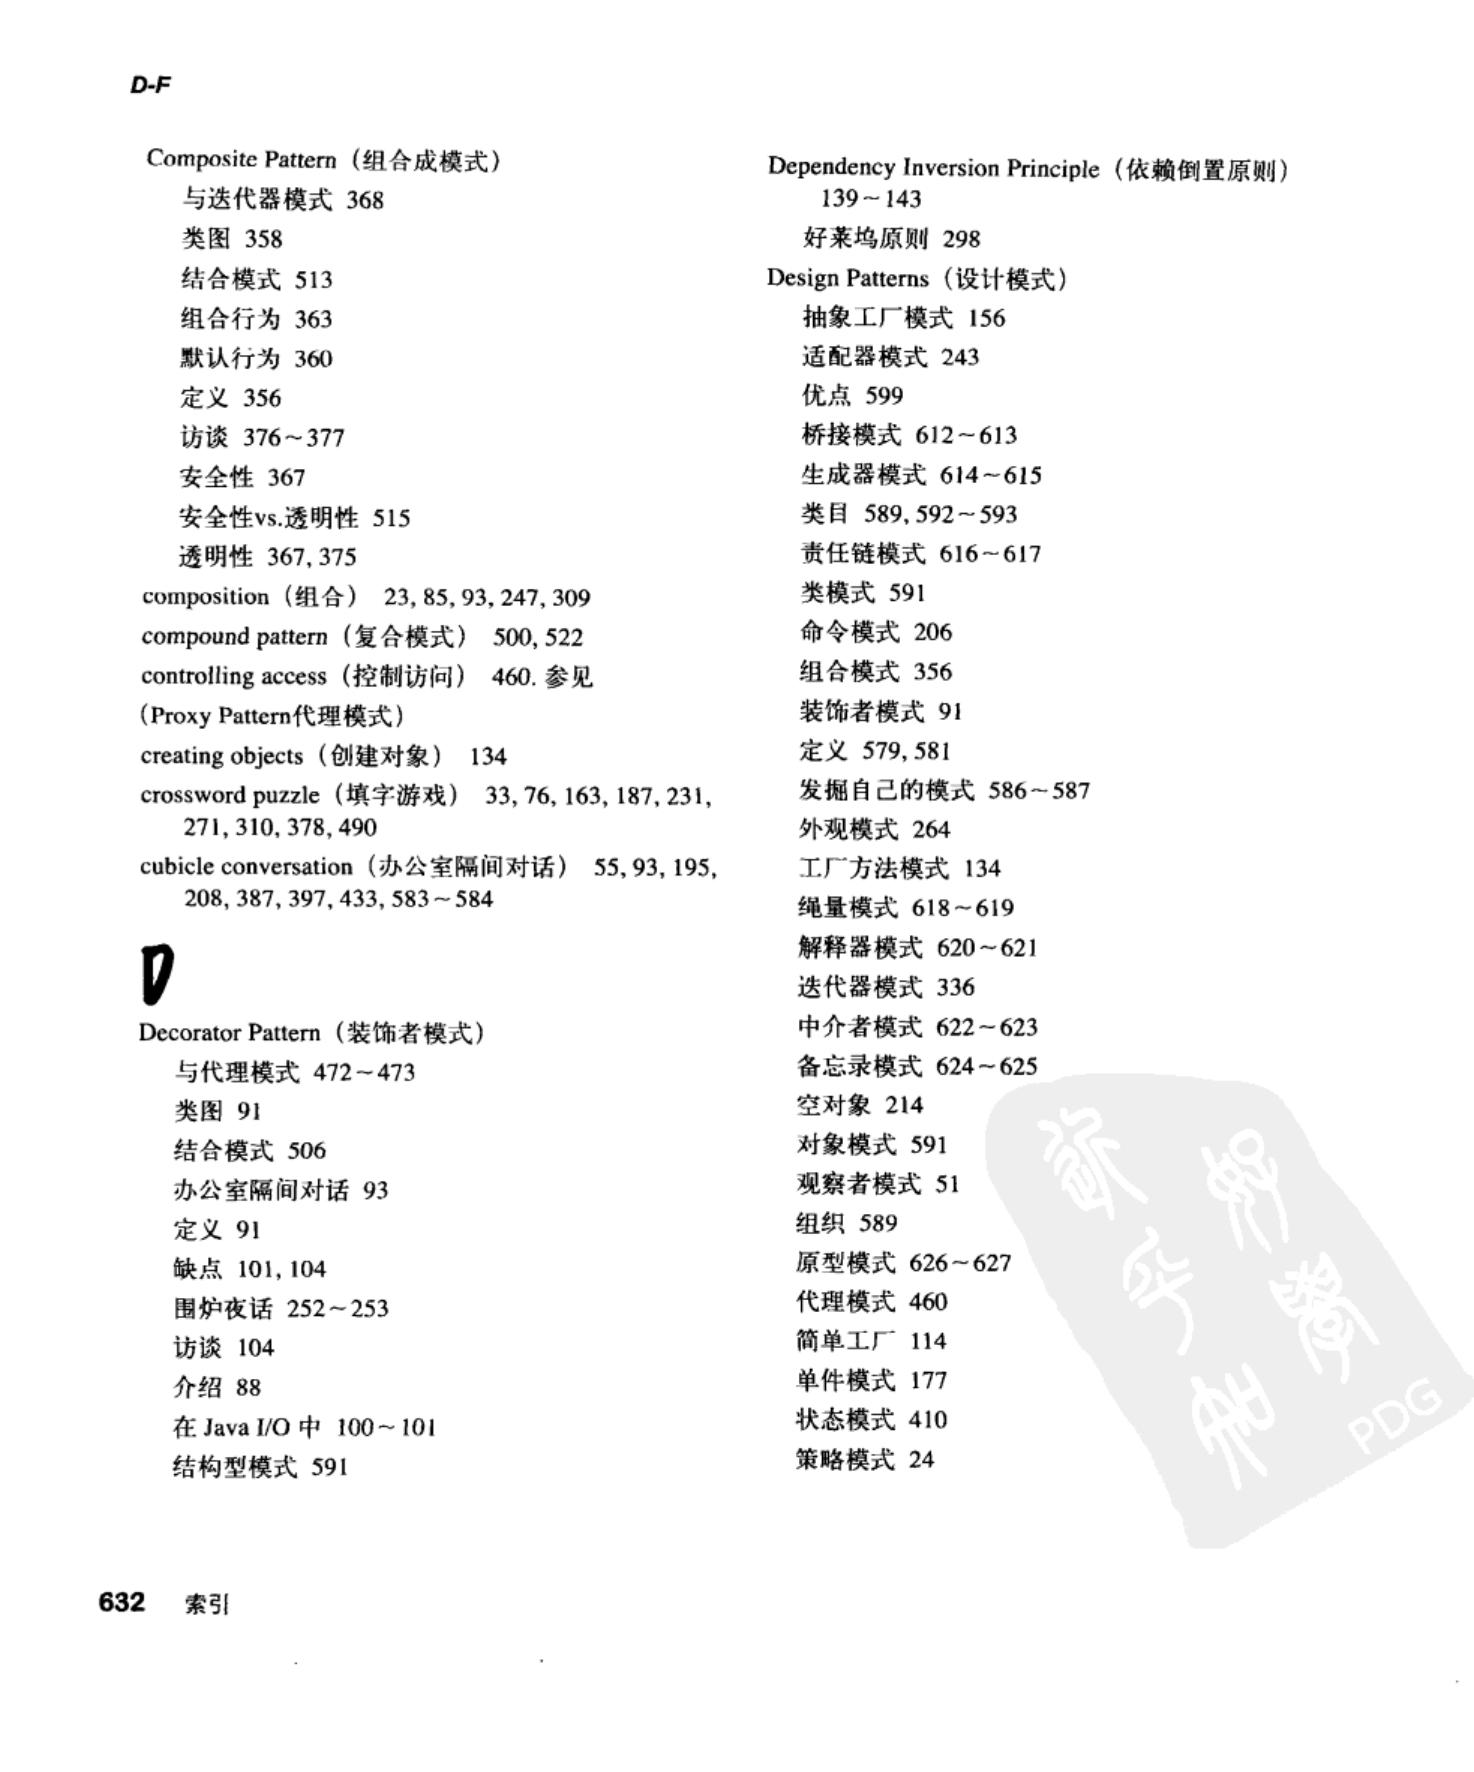 D-F
Composite Pattern（组合成模式）
与迭代器模式 368
类图 358
结合模式 513
组合行为 363
默认行为 360
定义 356
访谈 376～377
安全性 367
安全性vs.透明性 515
透明性 367, 375
composition（组合） 23, 85, 93, 247, 309
compound pattern（复合模式） 500, 522
controlling access（控制访问） 460. 参见
（Proxy Pattern代理模式）
creating objects（创建对象） 134
crossword puzzle（填字游戏） 33, 76, 163, 187, 231,
271, 310, 378, 490
cubicle conversation（办公室隔间对话） 55, 93, 195,
208, 387, 397, 433, 583～584
D
Decorator Pattern（装饰者模式）
与代理模式 472～473
类图 91
结合模式 506
办公室隔间对话 93
定义 91
缺点 101, 104
围炉夜话 252～253
访谈 104
介绍 88
在 Java I/O 中 100～101
结构型模式 591
Dependency Inversion Principle（依赖倒置原则）
139～143
好莱坞原则 298
Design Patterns（设计模式）
抽象工厂模式 156
适配器模式 243
优点 599
桥接模式 612～613
生成器模式 614～615
类目 589, 592～593
责任链模式 616～617
类模式 591
命令模式 206
组合模式 356
装饰者模式 91
定义 579, 581
发掘自己的模式 586～587
外观模式 264
工厂方法模式 134
绳量模式 618～619
解释器模式 620～621
迭代器模式 336
中介者模式 622～623
备忘录模式 624～625
空对象 214
对象模式 591
观察者模式 51
组织 589
原型模式 626～627
代理模式 460
简单工厂 114
单件模式 177
状态模式 410
策略模式 24
PDG
632 索引